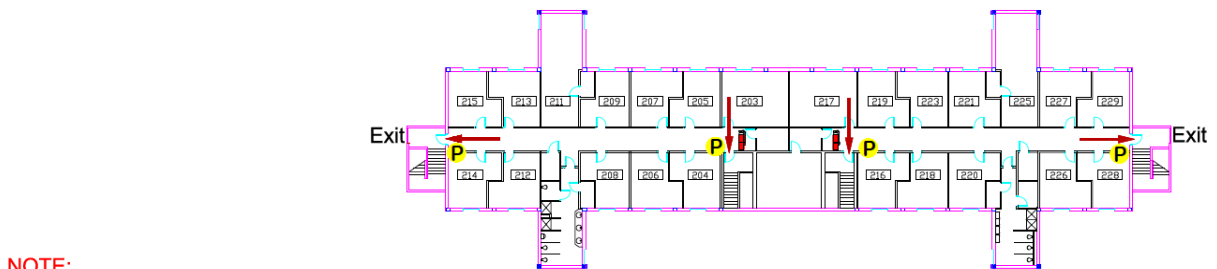 215 213 211 209 207 205 203 217 219 223 221 225 227 229
Exit Exit
P P P P
214 212 208 206 204 216 218 220 226 228
NOTE: